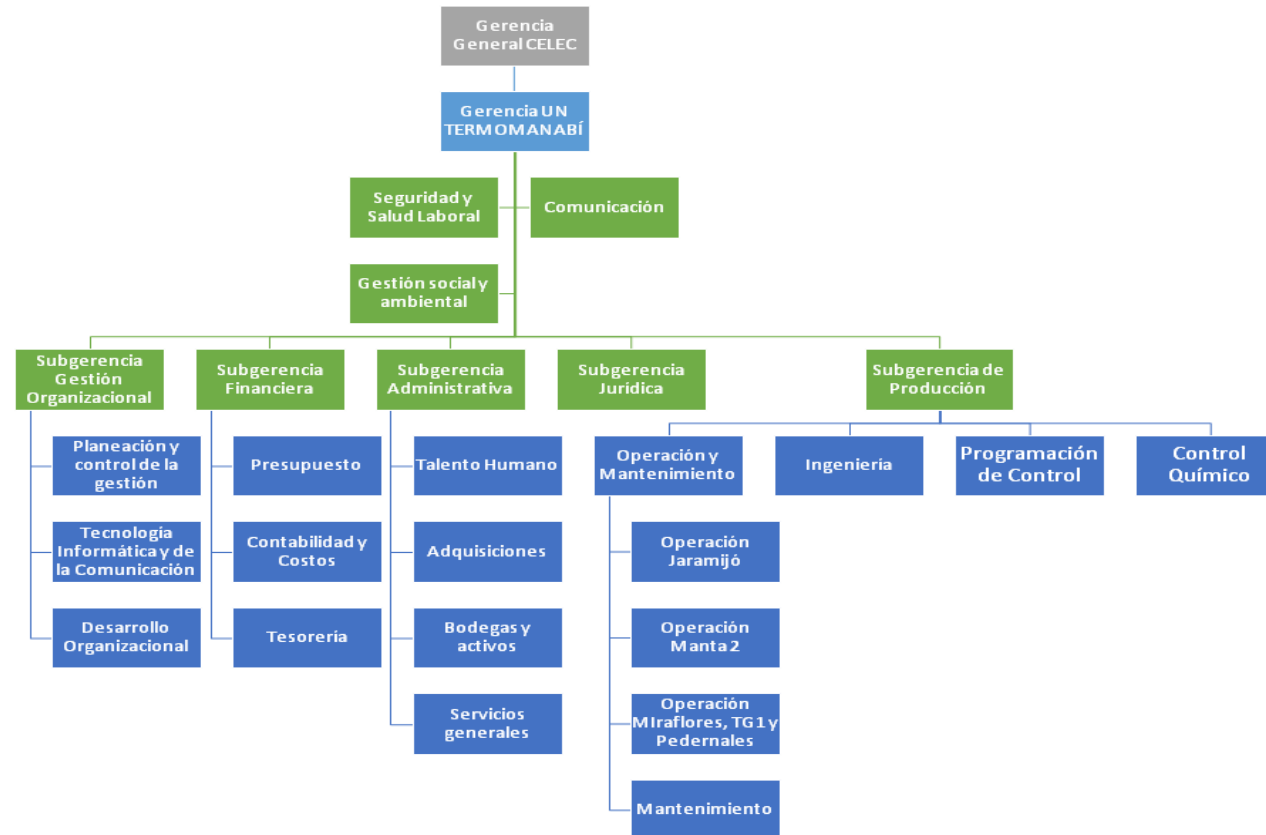 Gerencia
General CELEC
Gerencia UN
TERMOMANABÍ
Seguridad y
Salud Laboral
Comunicación
Gestión social y
ambiental
Subgerencia
Gestión
Organizacional
Subgerencia
Financiera
Subgerencia
Administrativa
Subgerencia
Jurídica
Subgerencia de
Producción
Planeación y
control de la
gestión
Tecnología
Informática y de
la Comunicación
Desarrollo
Organizacional
Presupuesto
Contabilidad y
Costos
Tesorería
Talento Humano
Adquisiciones
Bodegas y
activos
Servicios
generales
Operación y
Mantenimiento
Operación
Jaramijó
Operación
Manta 2
Operación
MIraflores, TG1 y
Pedernales
Mantenimiento
Ingeniería
Programación
de Control
Control
Químico